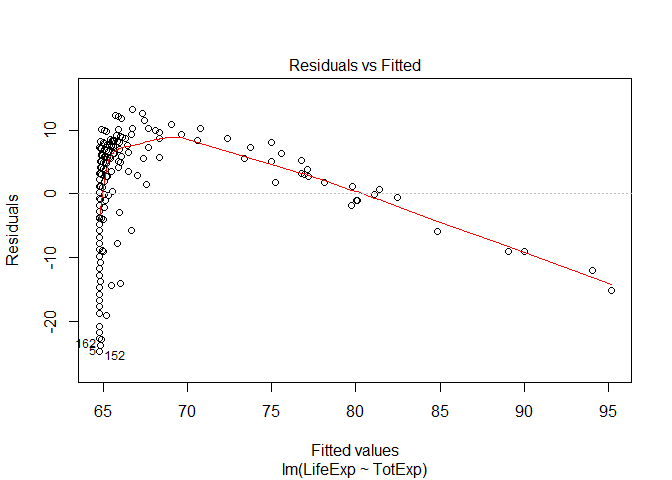 Residuals vs Fitted
Residuals
10
0
-10
-20
162
5
152
65 70 75 80 85 90 95
Fitted values
lm(LifeExp ~ TotExp)